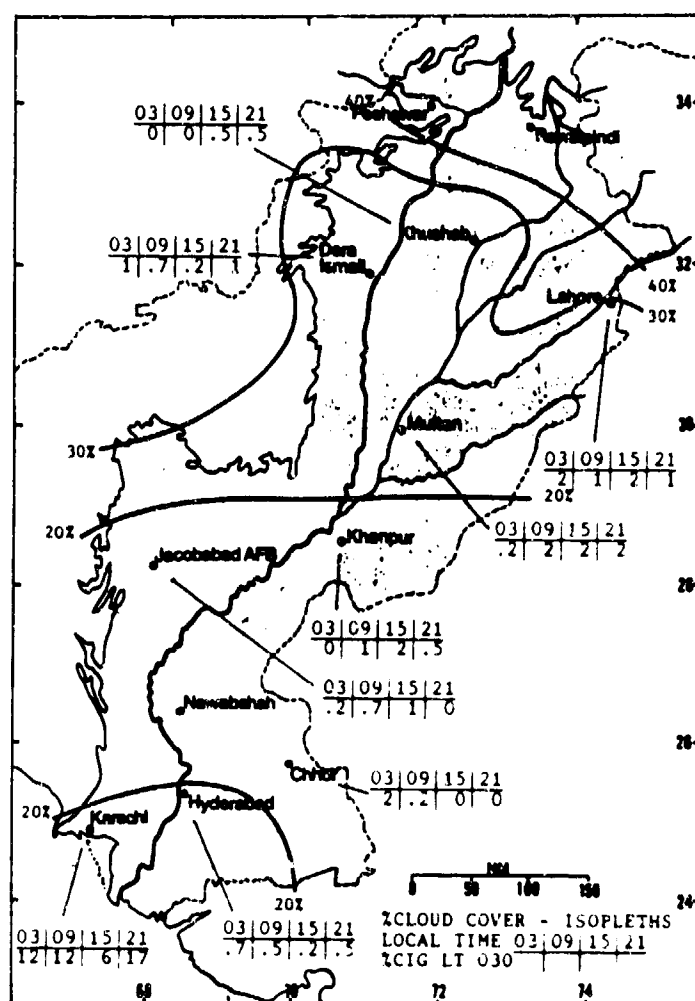 34
40%
Peshawar
Rawalpindi
03 09 15 21
0 0 .5 .5
Khushab
03 09 15 21
1 .7 .2 1
Dera
Ismail
32
40%
Lahore
30%
30
Multan
30%
03 09 15 21
2 1 2 1
20%
20%
03 09 15 21
.2 2 2 2
Khanpur
Jacobabad AFB
28
03 09 15 21
0 1 2 .5
03 09 15 21
.2 .7 1 0
Nawabshah
26
Chhor
03 09 15 21
2 .2 0 0
20%
Karachi
Hyderabad
NM
0 50 100 150
20%
24
03 09 15 21
12 12 6 17
03 09 15 21
.7 .5 .2 .5
%CLOUD COVER - ISOPLETHS
LOCAL TIME 03 09 15 21
%CIG LT 030
68 70 72 74